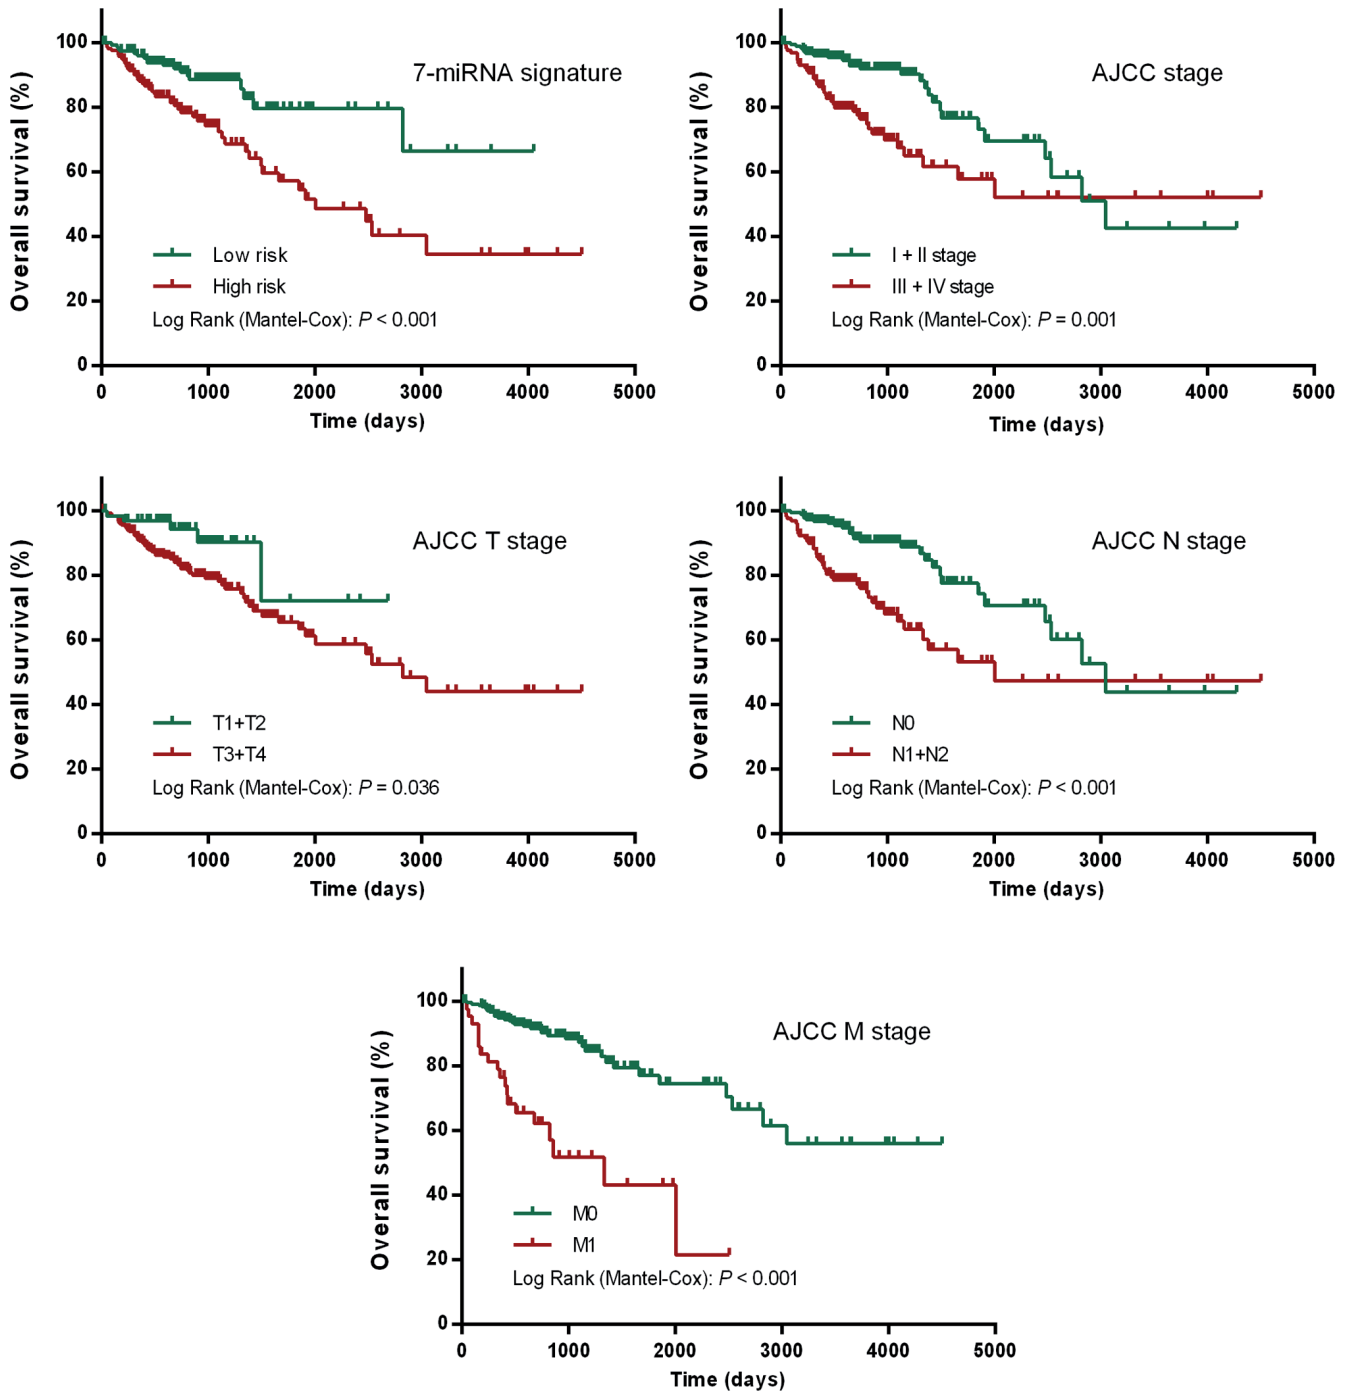 7-miRNA signature
Overall survival (%)
100
80
60
40
20
0
Low risk
High risk
Log Rank (Mantel-Cox): P < 0.001
0 1000 2000 3000 4000 5000
Time (days)
AJCC stage
Overall survival (%)
100
80
60
40
20
0
I + II stage
III + IV stage
Log Rank (Mantel-Cox): P = 0.001
0 1000 2000 3000 4000 5000
Time (days)
AJCC T stage
Overall survival (%)
100
80
60
40
20
0
T1+T2
T3+T4
Log Rank (Mantel-Cox): P = 0.036
0 1000 2000 3000 4000 5000
Time (days)
AJCC N stage
Overall survival (%)
100
80
60
40
20
0
N0
N1+N2
Log Rank (Mantel-Cox): P < 0.001
0 1000 2000 3000 4000 5000
Time (days)
AJCC M stage
Overall survival (%)
100
80
60
40
20
0
M0
M1
Log Rank (Mantel-Cox): P < 0.001
0 1000 2000 3000 4000 5000
Time (days)